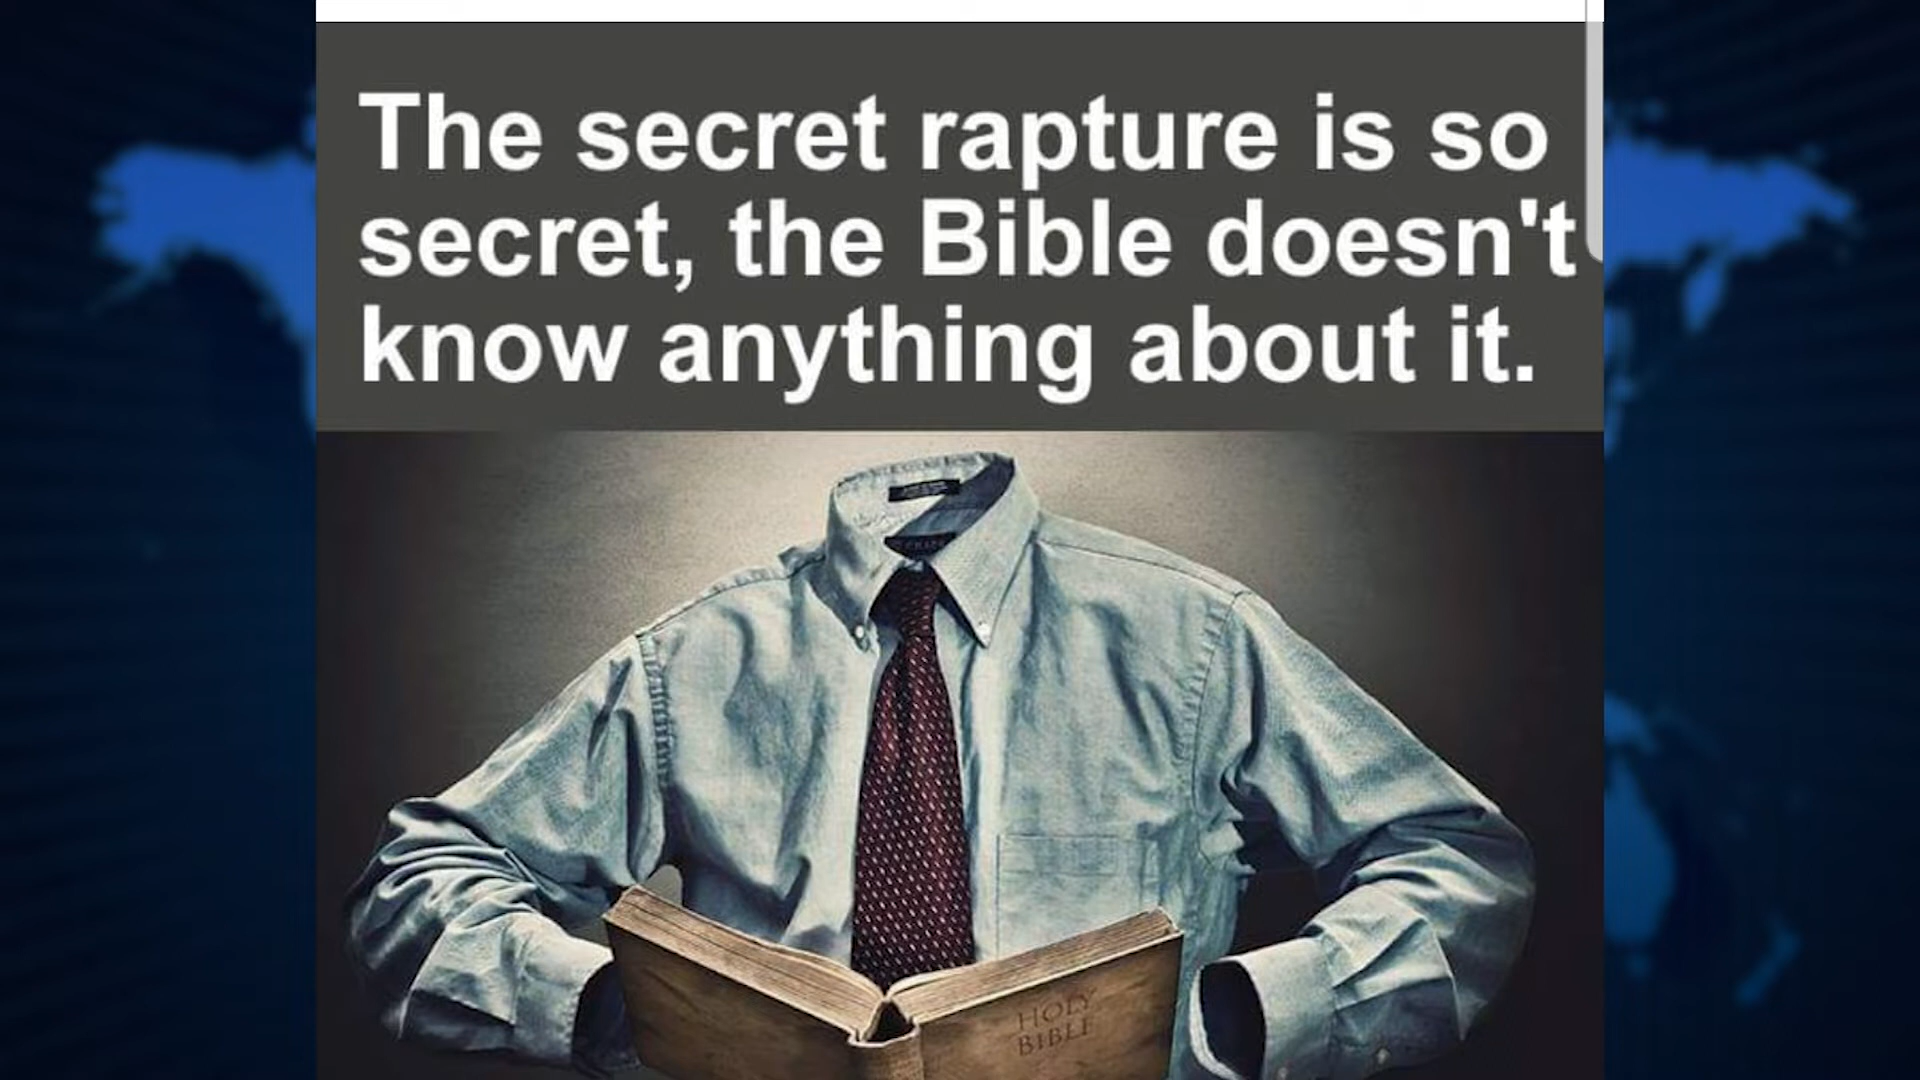 The secret rapture is so
secret, the Bible doesn't
know anything about it.
HOLY
BIBLE